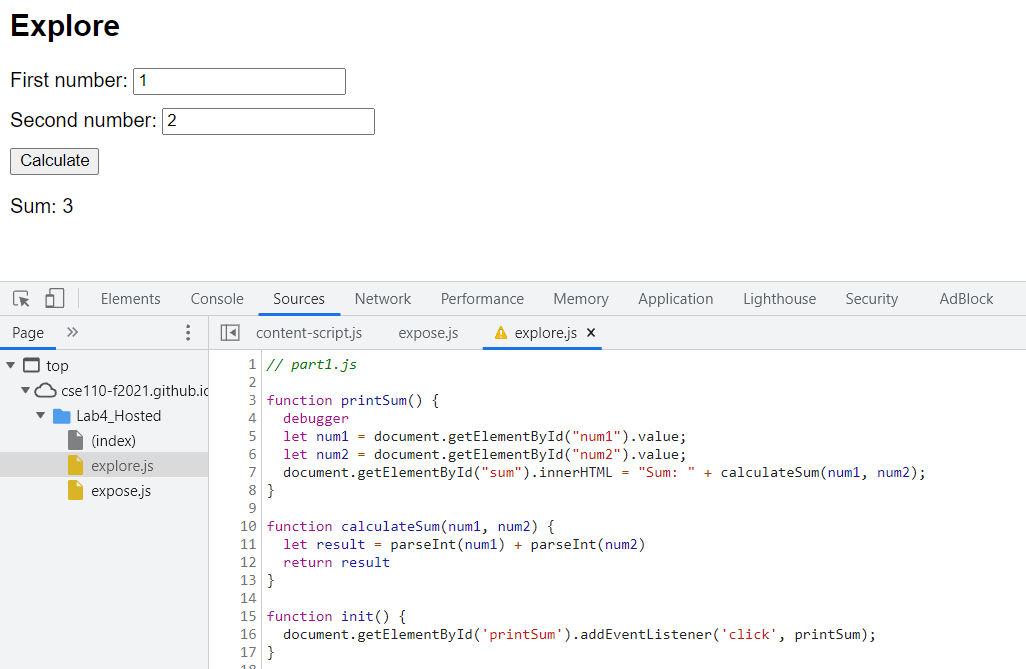 Explore
First number: 1
Second number: 2
Calculate
Sum: 3
Elements Console Sources Network Performance Memory Application Lighthouse Security AdBlock
Page content-script.js expose.js explore.js
top
cse110-f2021.github.io
Lab4_Hosted
(index)
explore.js
expose.js
1 // part1.js
2
3 function printSum() {
4 debugger
5 let num1 = document.getElementById("num1").value;
6 let num2 = document.getElementById("num2").value;
7 document.getElementById("sum").innerHTML = "Sum: " + calculateSum(num1, num2);
8 }
9
10 function calculateSum(num1, num2) {
11 let result = parseInt(num1) + parseInt(num2)
12 return result
13 }
14
15 function init() {
16 document.getElementById('printSum').addEventListener('click', printSum);
17 }
18